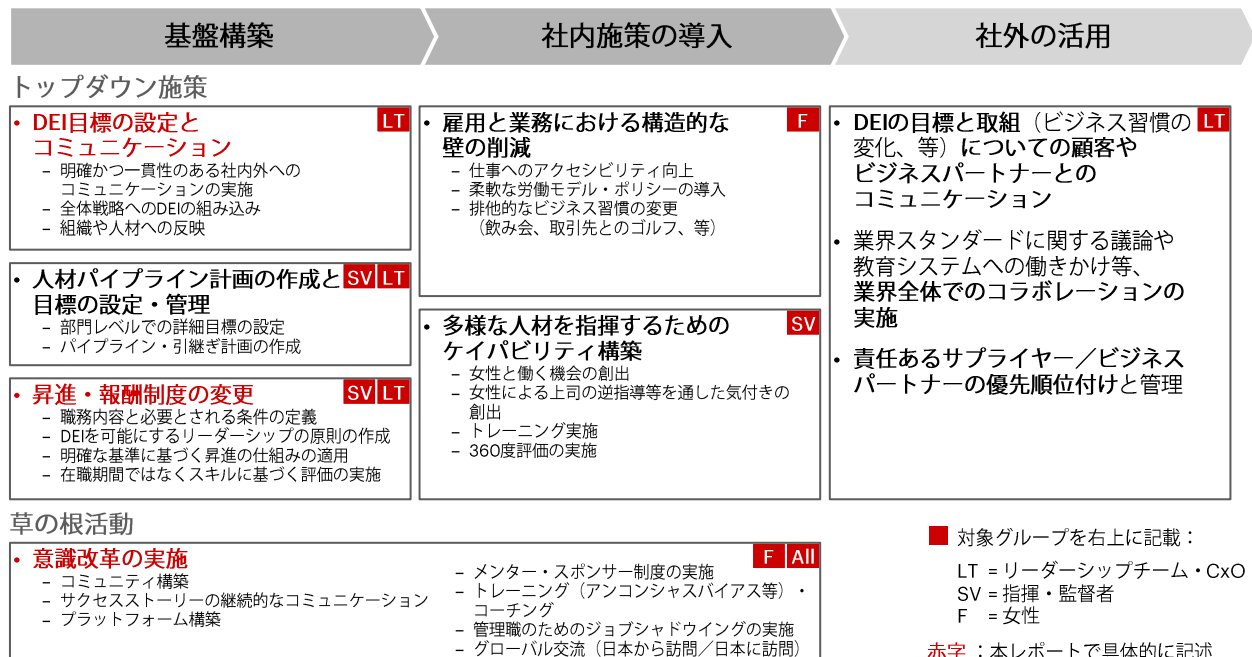 基盤構築
社内施策の導入
社外の活用
トップダウン施策
• DEI目標の設定と
コミュニケーション
LT
– 明確かつ一貫性のある社内外への
コミュニケーションの実施
– 全体戦略へのDEIの組み込み
– 組織や人材への反映
• 人材パイプライン計画の作成と
目標の設定・管理
SV LT
– 部門レベルでの詳細目標の設定
– パイプライン・引継ぎ計画の作成
• 昇進・報酬制度の変更
SV LT
– 職務内容と必要とされる条件の定義
– DEIを可能にするリーダーシップの原則の作成
– 明確な基準に基づく昇進の仕組みの適用
– 在職期間ではなくスキルに基づく評価の実施
• 雇用と業務における構造的な
壁の削減
F
– 仕事へのアクセシビリティ向上
– 柔軟な労働モデル・ポリシーの導入
– 排他的なビジネス習慣の変更
（飲み会、取引先とのゴルフ、等）
• 多様な人材を指揮するための
ケイパビリティ構築
SV
– 女性と働く機会の創出
– 女性による上司の逆指導等を通した気付きの
創出
– トレーニング実施
– 360度評価の実施
• DEIの目標と取組（ビジネス習慣の
変化、等）についての顧客や
ビジネスパートナーとの
コミュニケーション
LT
• 業界スタンダードに関する議論や
教育システムへの働きかけ等、
業界全体でのコラボレーションの
実施
• 責任あるサプライヤー／ビジネス
パートナーの優先順位付けと管理
草の根活動
• 意識改革の実施
F All
– コミュニティ構築
– サクセスストーリーの継続的なコミュニケーション
– プラットフォーム構築
– メンター・スポンサー制度の実施
– トレーニング（アンコンシャスバイアス等）・
コーチング
– 管理職のためのジョブシャドウイングの実施
– グローバル交流（日本から訪問／日本に訪問）
対象グループを右上に記載：
LT = リーダーシップチーム・CxO
SV = 指揮・監督者
F = 女性
赤字 ：本レポートで具体的に記述